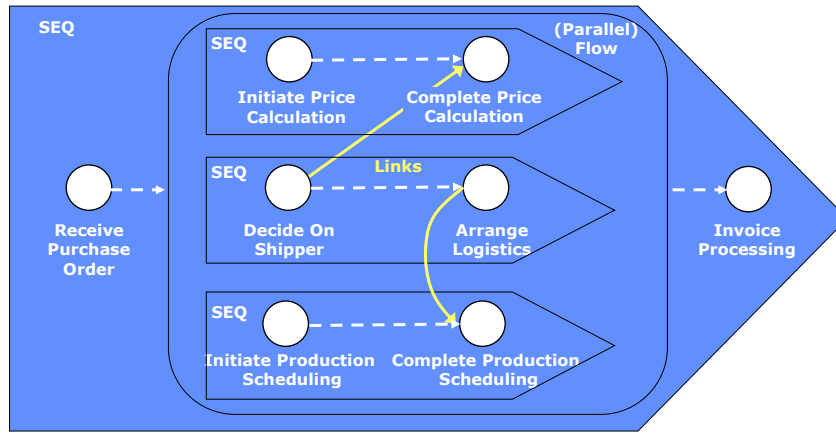 SEQ
(Parallel)
Flow
SEQ
Initiate Price
Calculation
Complete Price
Calculation
SEQ
Links
Receive
Purchase
Order
Decide On
Shipper
Arrange
Logistics
Invoice
Processing
SEQ
Initiate Production
Scheduling
Complete Production
Scheduling